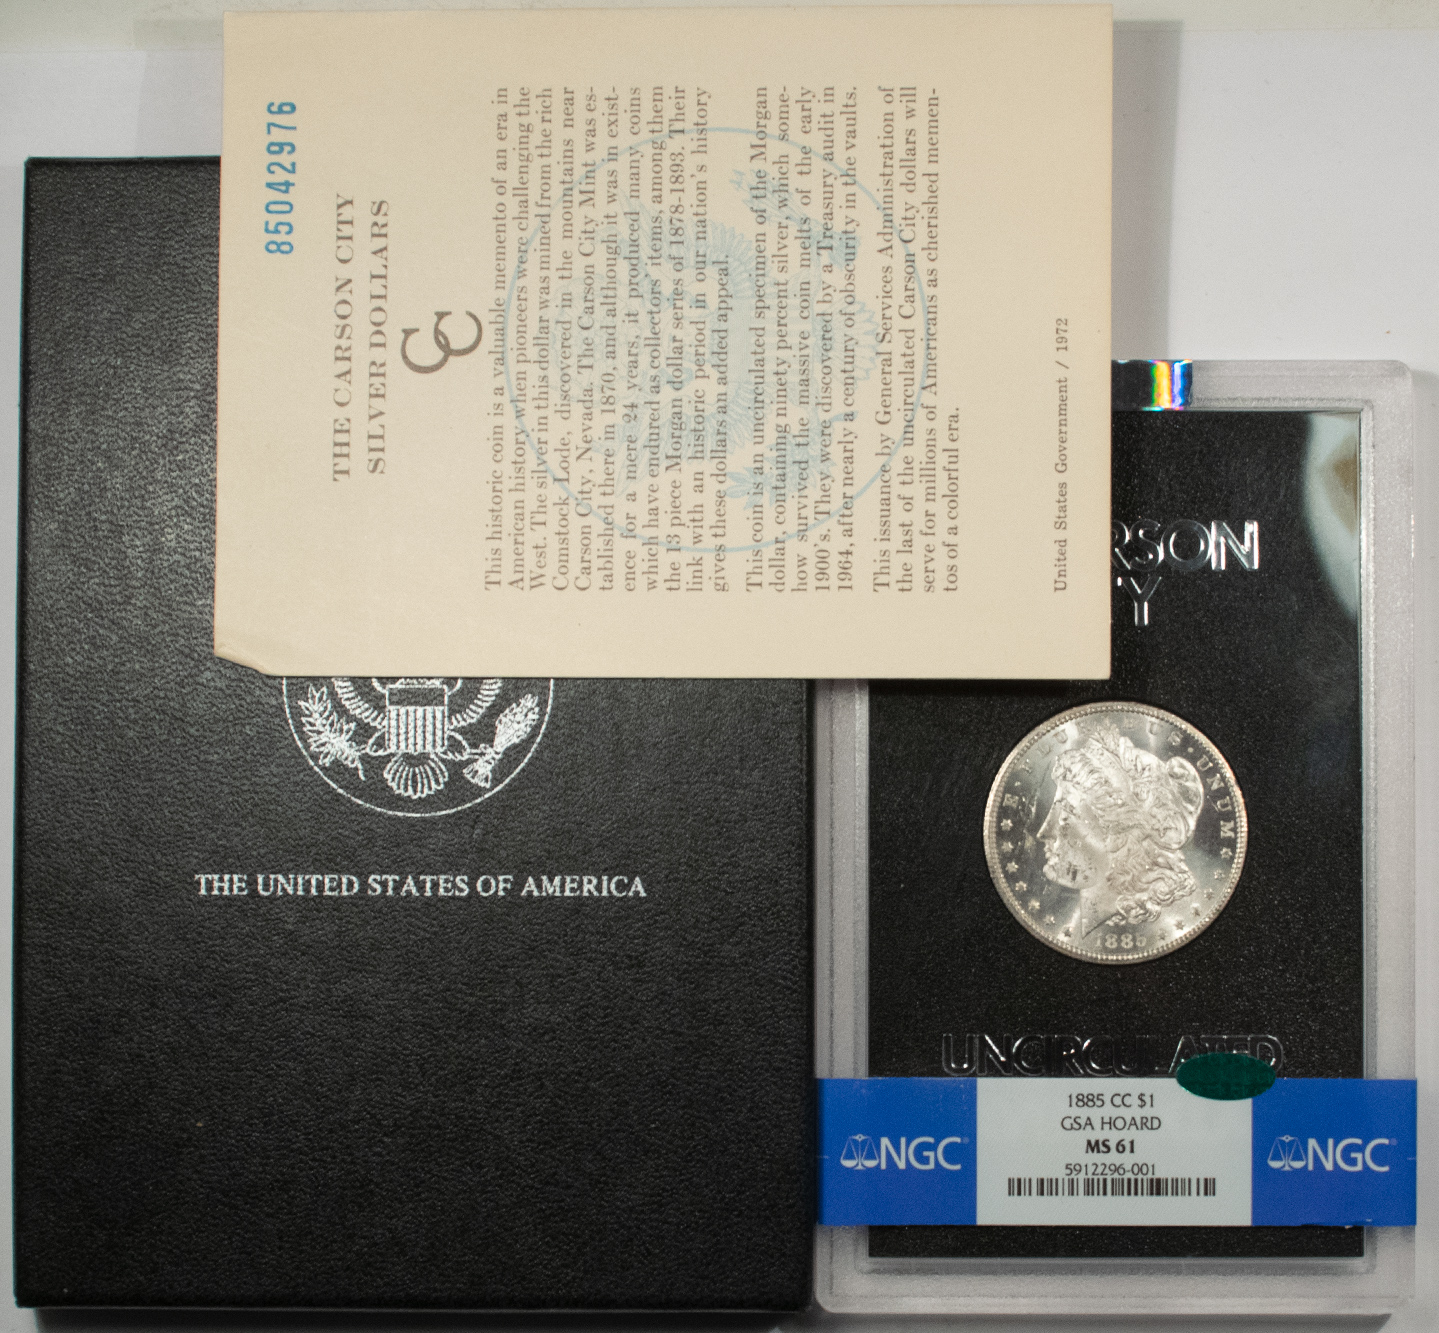 85042976
THE CARSON CITY
SILVER DOLLARS
CC
This historic coin is a valuable memento of an era in
American history when pioneers were challenging the
West. The silver in this dollar was mined from the rich
Comstock Lode, discovered in the mountains near
Carson City, Nevada. The Carson City Mint was es-
tablished there in 1870, and although it was in exist-
ence for a mere 24 years, it produced many coins
which have endured as collectors' items, among them
the 13 piece Morgan dollar series of 1878-1893. Their
link with an historic period in our nation's history
gives these dollars an added appeal.
This coin is an uncirculated specimen of the Morgan
dollar, containing ninety percent silver, which some-
how survived the massive coin melts of the early
1900's. They were discovered by a Treasury audit in
1964, after nearly a century of obscurity in the vaults.
This issuance by General Services Administration of
the last of the uncirculated Carson City dollars will
serve for millions of Americans as cherished memen-
tos of a colorful era.
United States Government / 1972
THE UNITED STATES OF AMERICA
RSON
Y
E·PLURIBUS·UNUM
1885
UNCIRCULATED
NGC
1885 CC $1
GSA HOARD
MS 61
5912296-001
NGC